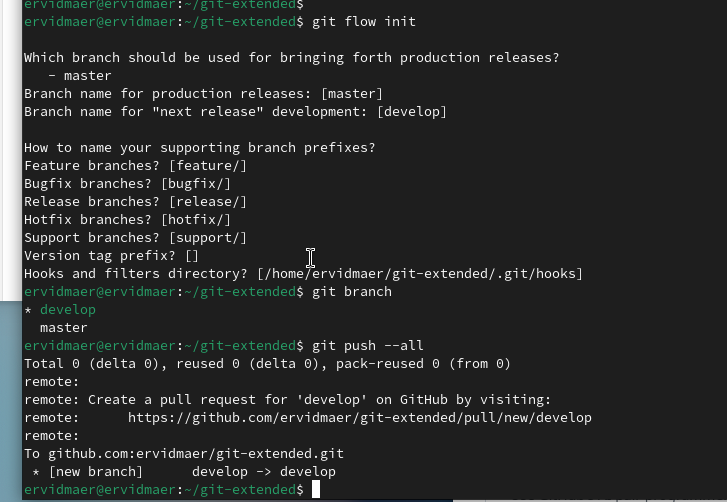 ervidmaer@ervidmaer:~/git-extended$
ervidmaer@ervidmaer:~/git-extended$ git flow init
Which branch should be used for bringing forth production releases?
   - master
Branch name for production releases: [master]
Branch name for "next release" development: [develop]
How to name your supporting branch prefixes?
Feature branches? [feature/]
Bugfix branches? [bugfix/]
Release branches? [release/]
Hotfix branches? [hotfix/]
Support branches? [support/]
Version tag prefix? []
Hooks and filters directory? [/home/ervidmaer/git-extended/.git/hooks]
ervidmaer@ervidmaer:~/git-extended$ git branch
* develop
  master
ervidmaer@ervidmaer:~/git-extended$ git push --all
Total 0 (delta 0), reused 0 (delta 0), pack-reused 0 (from 0)
remote:
remote: Create a pull request for 'develop' on GitHub by visiting:
remote:      https://github.com/ervidmaer/git-extended/pull/new/develop
remote:
To github.com:ervidmaer/git-extended.git
 * [new branch]      develop -> develop
ervidmaer@ervidmaer:~/git-extended$